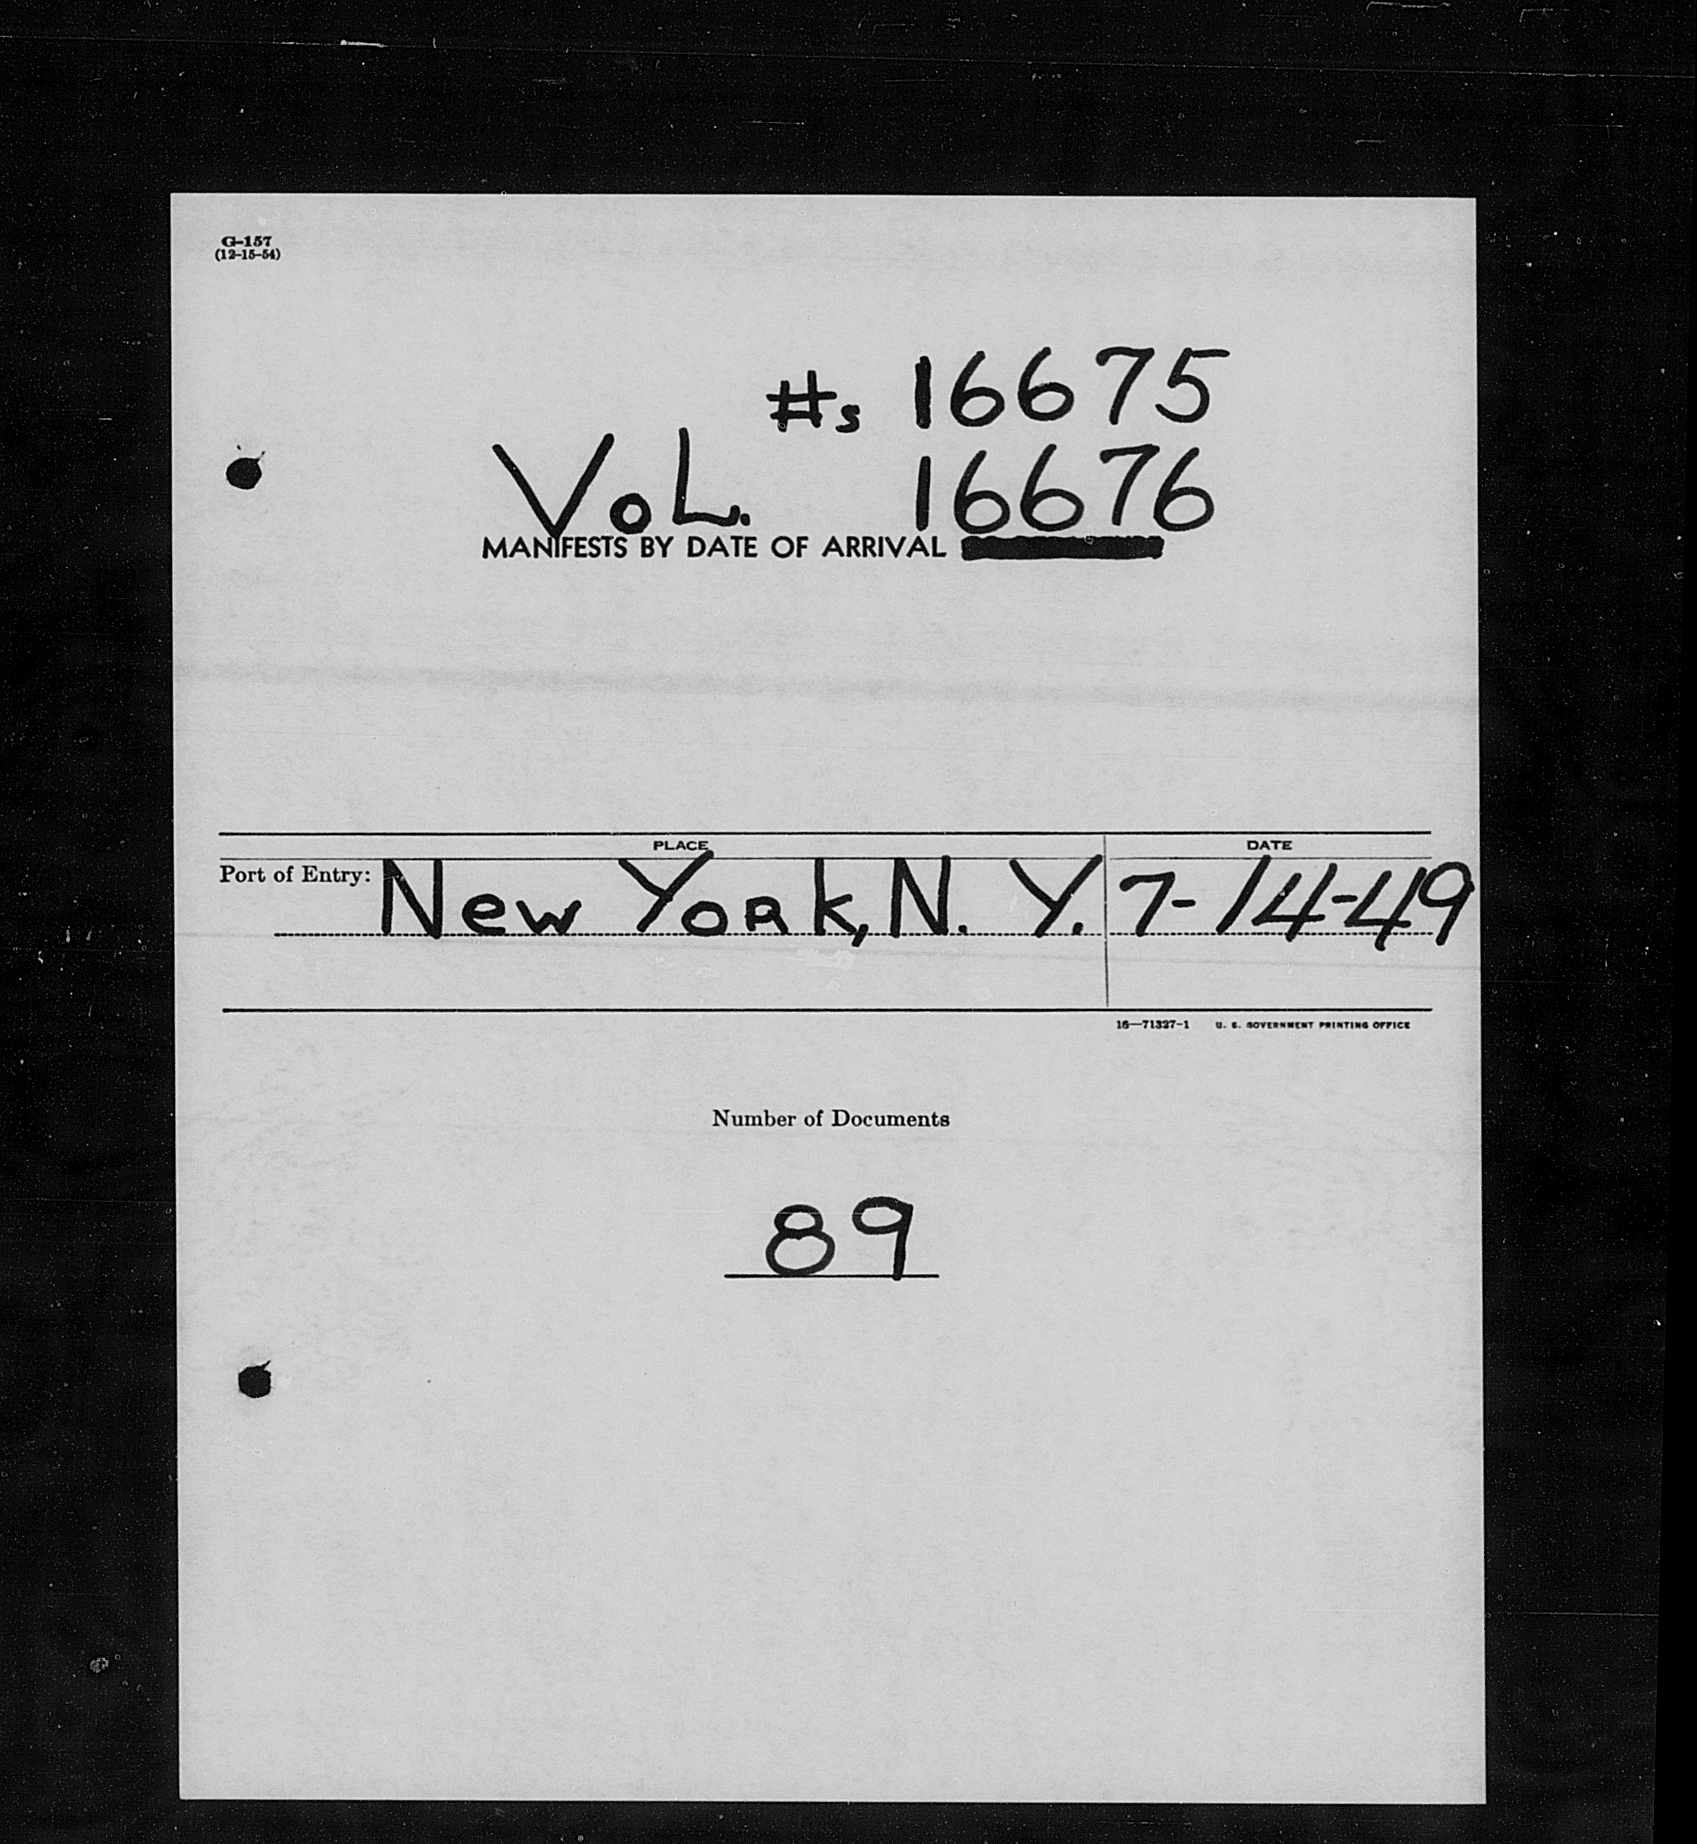 G-157
(12-15-54)
#s 16675
VoL. 16676
MANIFESTS BY DATE OF ARRIVAL
PLACE DATE
Port of Entry: New York, N. Y. 7-14-49
16—71327-1 U. S. GOVERNMENT PRINTING OFFICE
Number of Documents
89